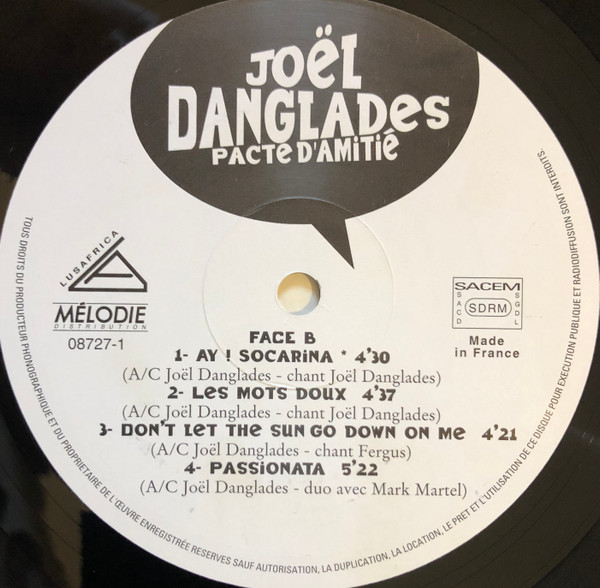 JOËL
DANGLADES
PACTE D'AMITIÉ
LUSAFRICA
MÉLODIE
DISTRIBUTION
08727-1
SACEM
SACD
SDRM
SGDL
Made
in France
FACE B
1- AY ! SOCARINA * 4'30
(A/C Joël Danglades - chant Joël Danglades)
2- LES MOTS DOUX 4'37
(A/C Joël Danglades - chant Joël Danglades)
3- DON'T LET THE SUN GO DOWN ON ME 4'21
(A/C Joël Danglades - chant Fergus)
4- PASSIONATA 5'22
(A/C Joël Danglades - duo avec Mark Martel)
TOUS DROITS DU PRODUCTEUR PHONOGRAPHIQUE ET DU PROPRIETAIRE DE L'ŒUVRE ENREGISTRÉE RESERVES SAUF AUTORISATION, LA DUPLICATION, LA LOCATION, LE PRET ET L'UTILISATION DE CE DISQUE POUR EXECUTION PUBLIQUE ET RADIODIFFUSION SONT INTERDITS.